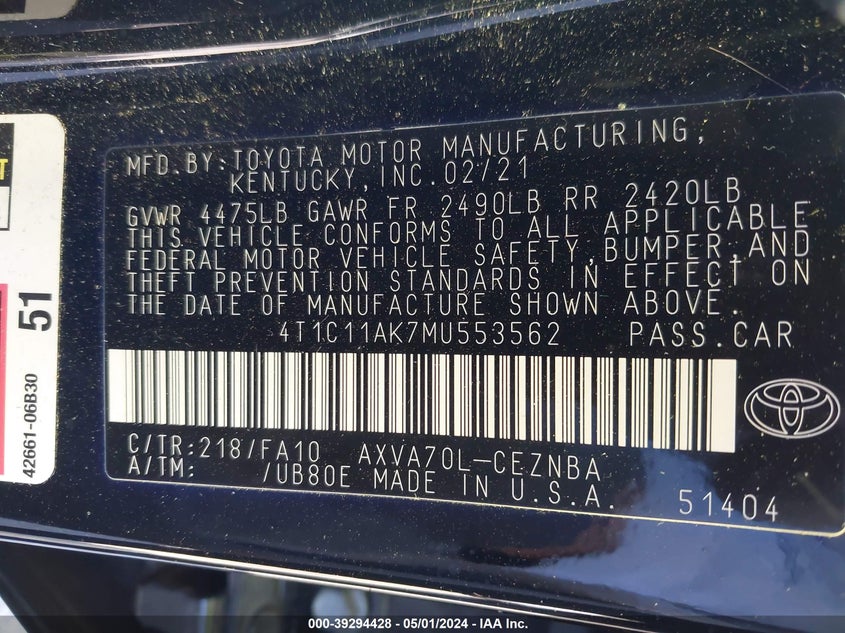 MFD.BY:TOYOTA MOTOR MANUFACTURING,
KENTUCKY,INC.02/21
GVWR 4475LB GAWR FR 2490LB RR 2420LB
THIS VEHICLE CONFORMS TO ALL APPLICABLE
FEDERAL MOTOR VEHICLE SAFETY,BUMPER,AND
THEFT PREVENTION STANDARDS IN EFFECT ON
THE DATE OF MANUFACTURE SHOWN ABOVE.
4T1C11AK7MU553562 PASS.CAR
C/TR:218/FA10 AXVA70L-CEZNBA
A/TM: /UB80E MADE IN U.S.A. 51404
51
42661-06B30
000-39294428 - 05/01/2024 - IAA Inc.